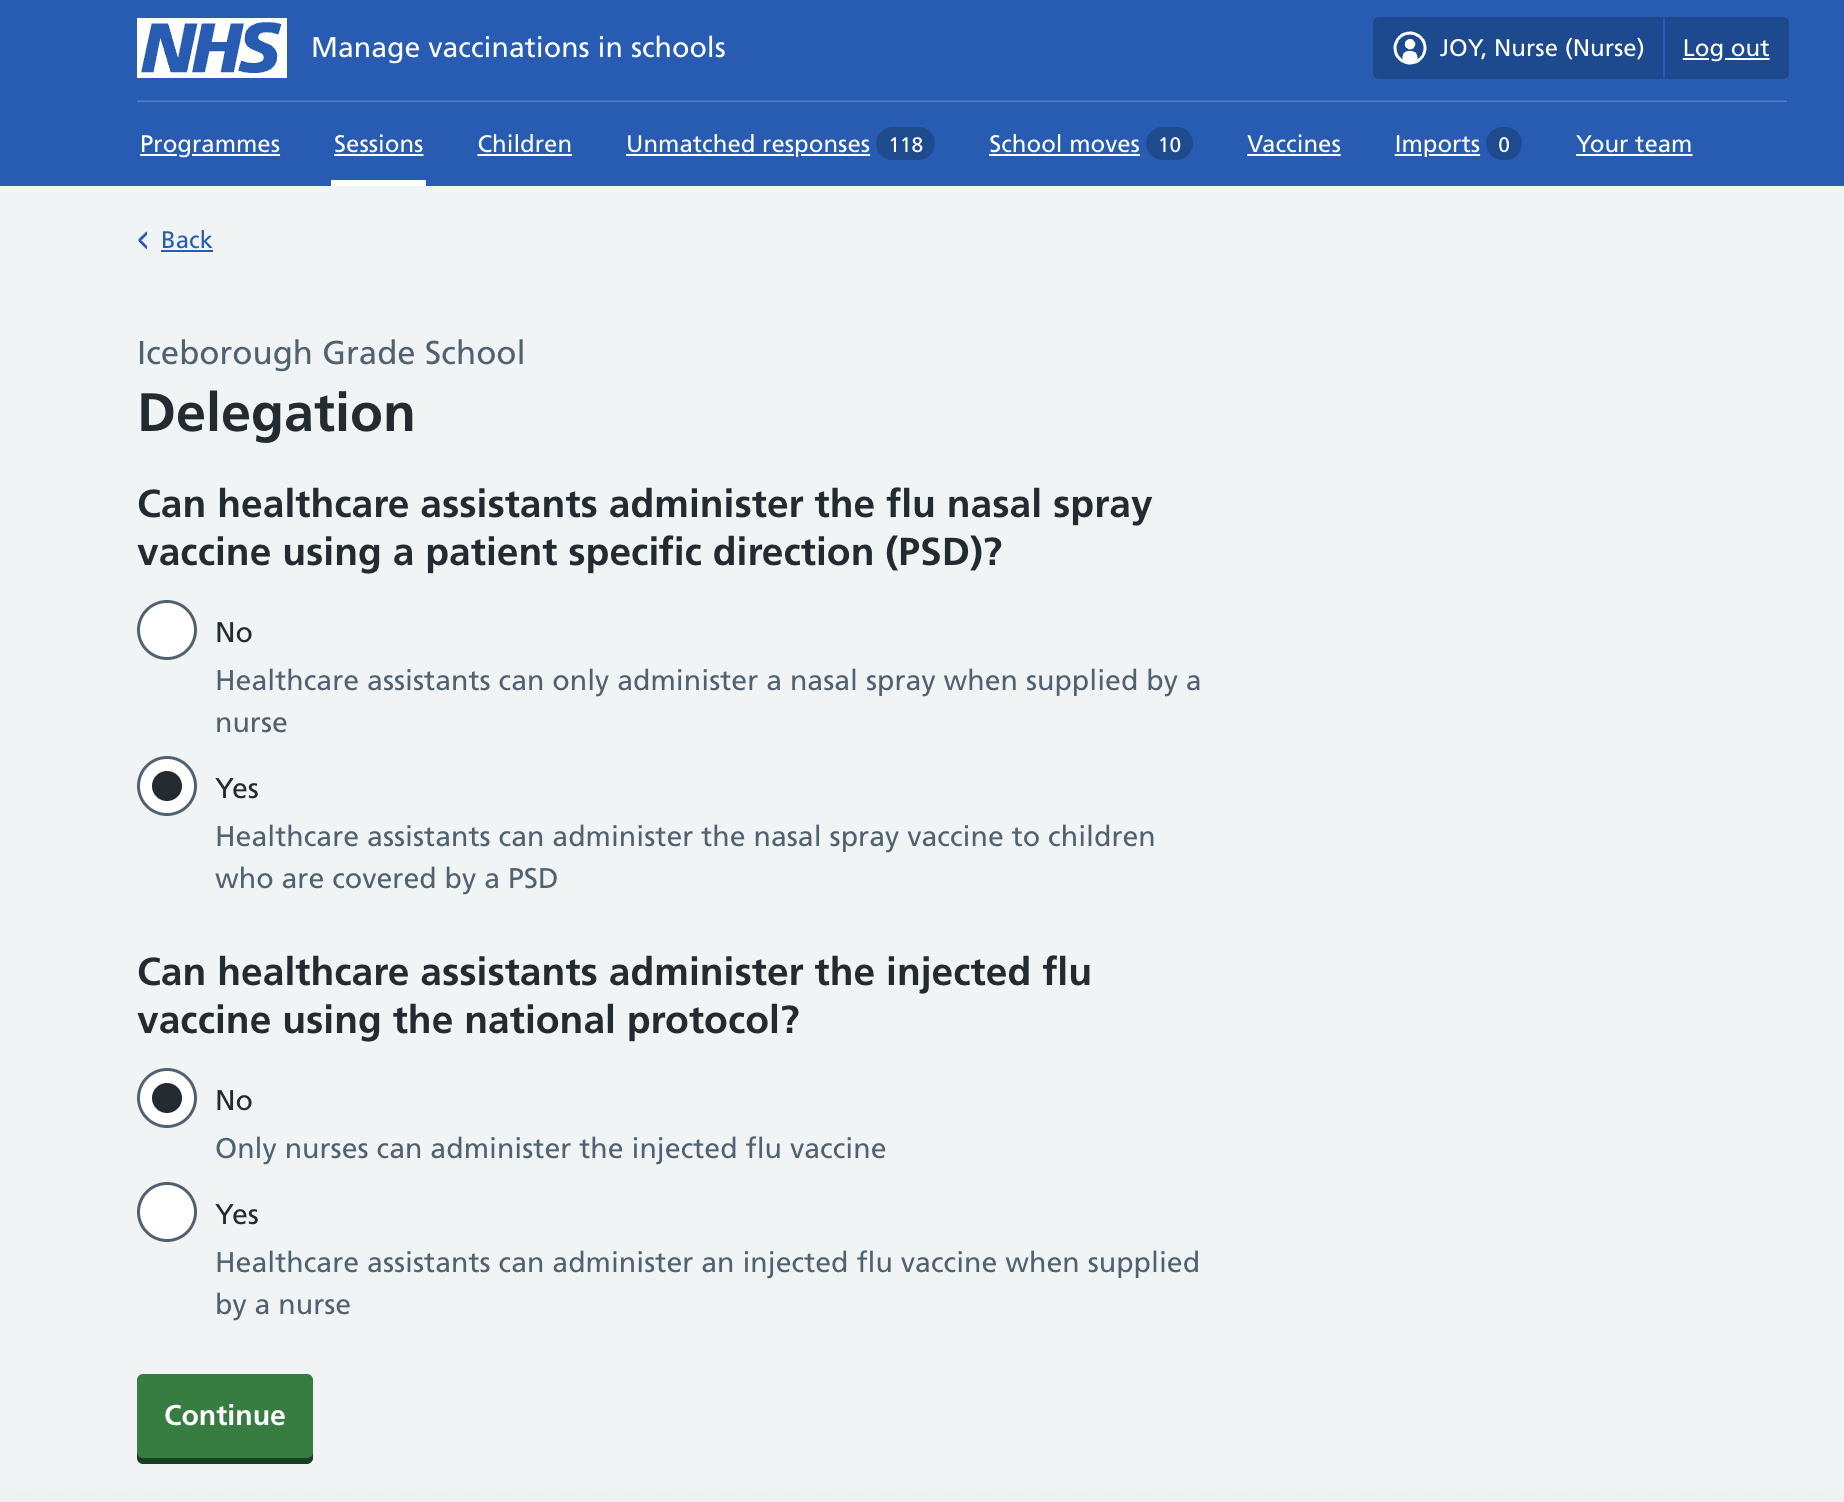 NHS Manage vaccinations in schools JOY, Nurse (Nurse) Log out
Programmes Sessions Children Unmatched responses 118 School moves 10 Vaccines Imports 0 Your team
Back
Iceborough Grade School
Delegation
Can healthcare assistants administer the flu nasal spray
vaccine using a patient specific direction (PSD)?
No
Healthcare assistants can only administer a nasal spray when supplied by a
nurse
Yes
Healthcare assistants can administer the nasal spray vaccine to children
who are covered by a PSD
Can healthcare assistants administer the injected flu
vaccine using the national protocol?
No
Only nurses can administer the injected flu vaccine
Yes
Healthcare assistants can administer an injected flu vaccine when supplied
by a nurse
Continue